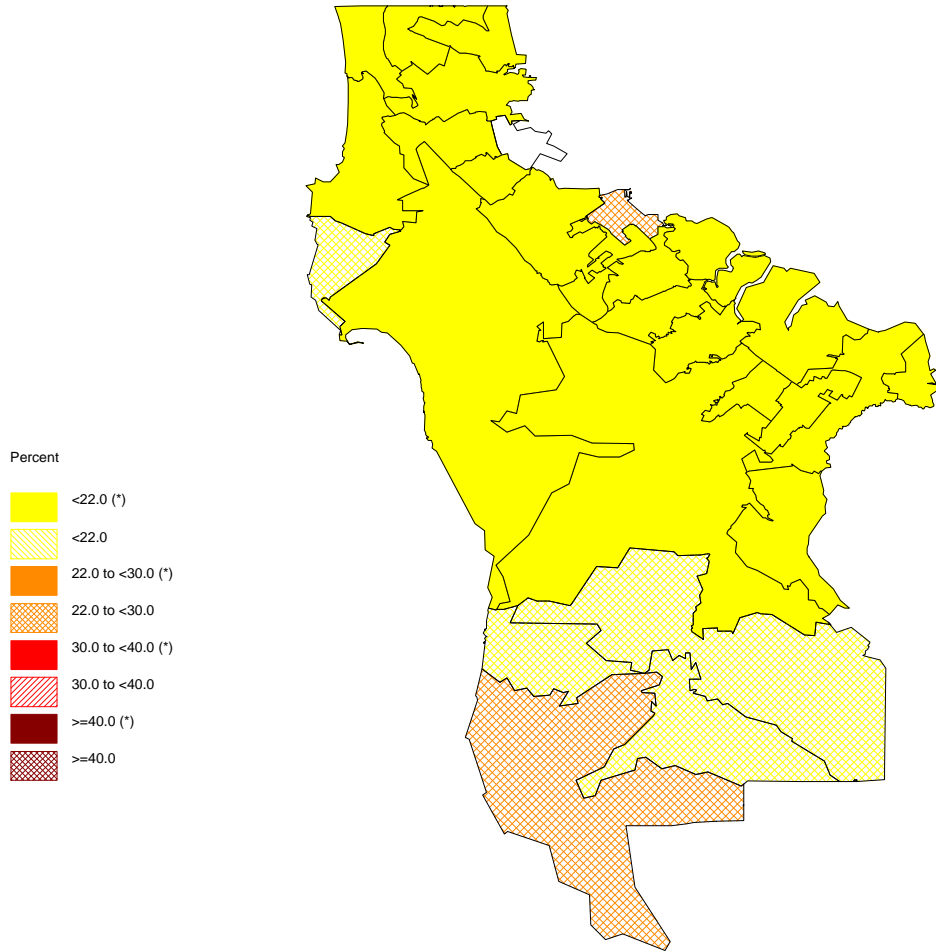 Percent
<22.0 (*)
<22.0
22.0 to <30.0 (*)
22.0 to <30.0
30.0 to <40.0 (*)
30.0 to <40.0
>=40.0 (*)
>=40.0